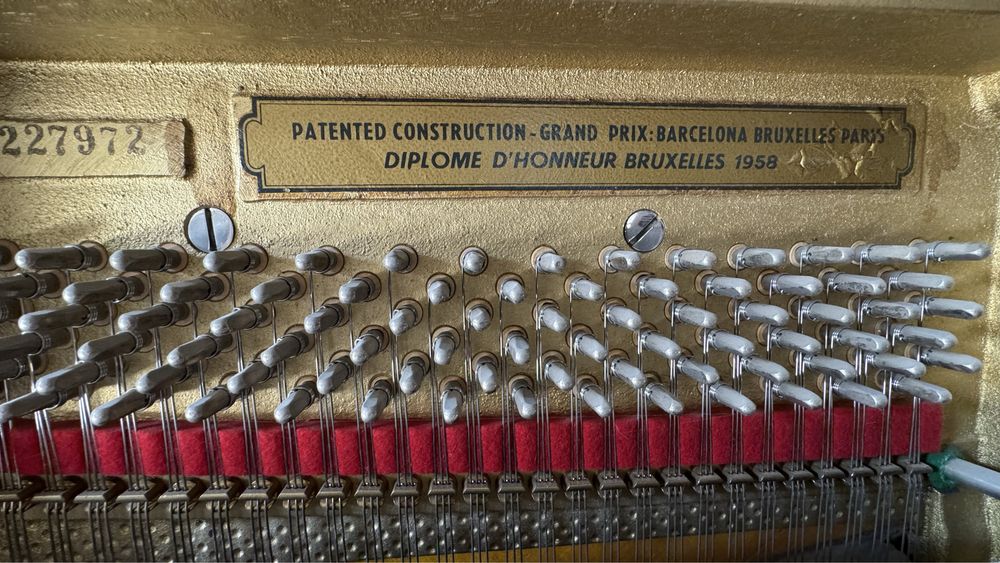 227972
PATENTED CONSTRUCTION - GRAND PRIX: BARCELONA BRUXELLES PARIS
DIPLOME D'HONNEUR BRUXELLES 1958